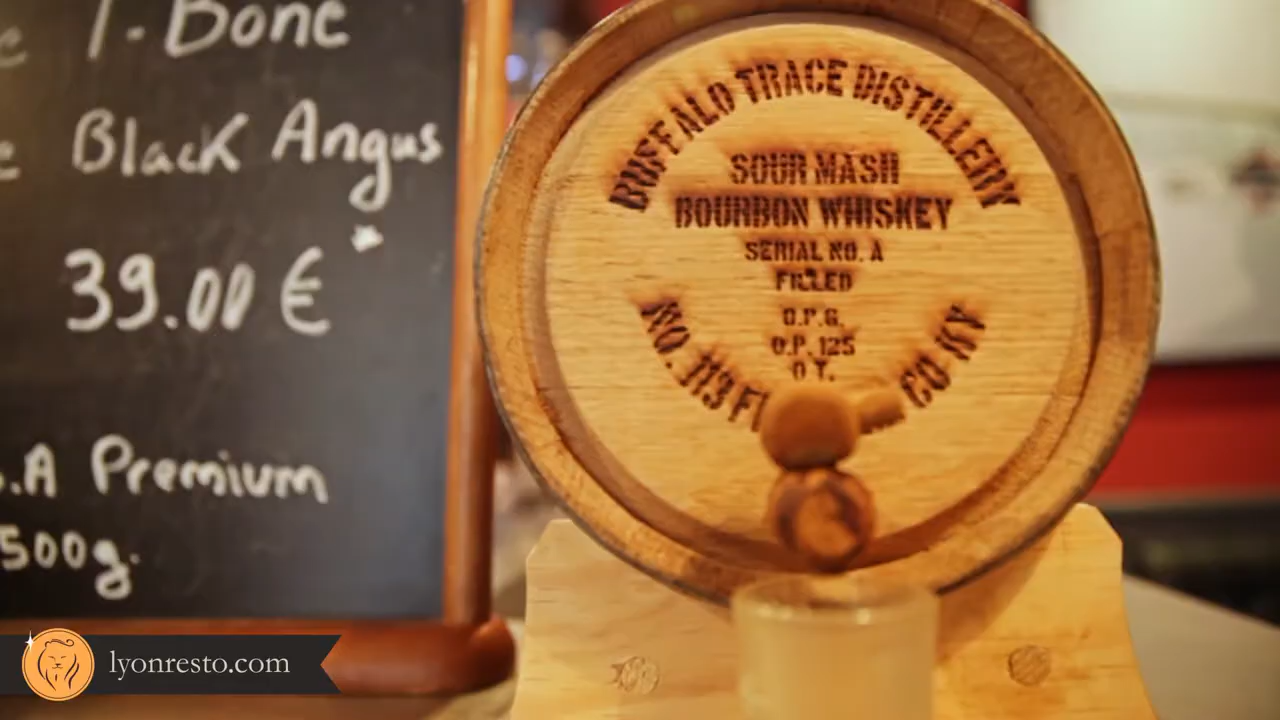 T-Bone
Black Angus
39.00 €*
.A Premium
500g.
BUFFALO TRACE DISTILLERY
SOUR MASH
BOURBON WHISKEY
SERIAL NO. A
FILLED
O.P.G.
O.P. 125
O T.
NO. 113 CO KY
lyonresto.com